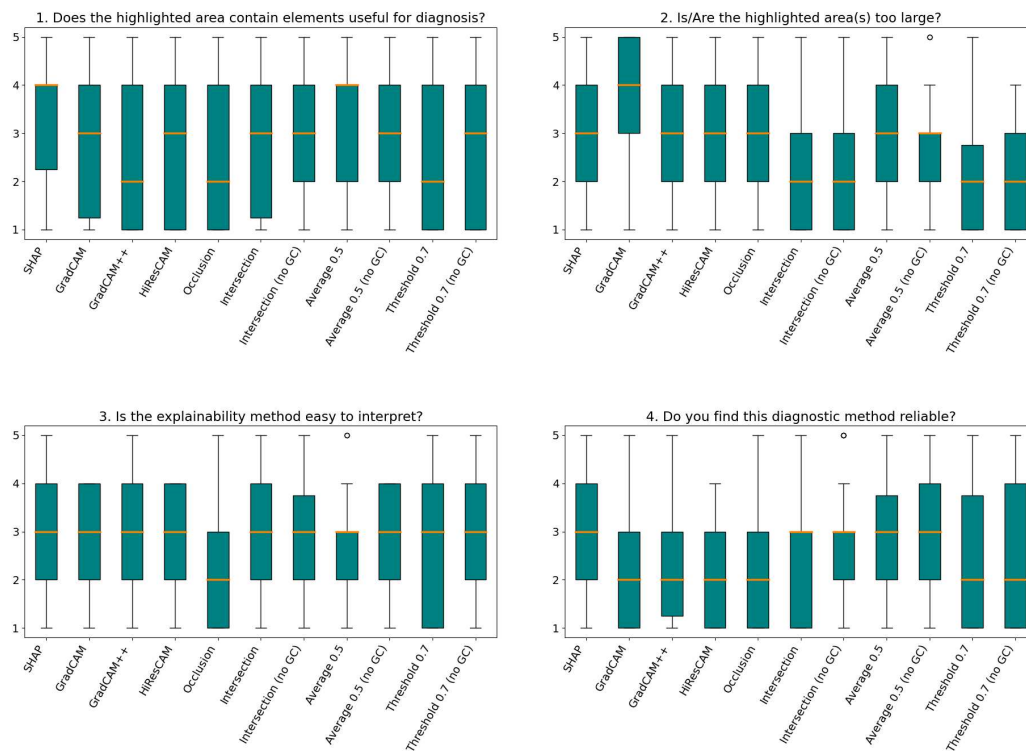 1. Does the highlighted area contain elements useful for diagnosis?
5
4
3
2
1
SHAP
GradCAM
GradCAM++
HiResCAM
Occlusion
Intersection
Intersection (no GC)
Average 0.5
Average 0.5 (no GC)
Threshold 0.7
Threshold 0.7 (no GC)
2. Is/Are the highlighted area(s) too large?
5
4
3
2
1
SHAP
GradCAM
GradCAM++
HiResCAM
Occlusion
Intersection
Intersection (no GC)
Average 0.5
Average 0.5 (no GC)
Threshold 0.7
Threshold 0.7 (no GC)
3. Is the explainability method easy to interpret?
5
4
3
2
1
SHAP
GradCAM
GradCAM++
HiResCAM
Occlusion
Intersection
Intersection (no GC)
Average 0.5
Average 0.5 (no GC)
Threshold 0.7
Threshold 0.7 (no GC)
4. Do you find this diagnostic method reliable?
5
4
3
2
1
SHAP
GradCAM
GradCAM++
HiResCAM
Occlusion
Intersection
Intersection (no GC)
Average 0.5
Average 0.5 (no GC)
Threshold 0.7
Threshold 0.7 (no GC)